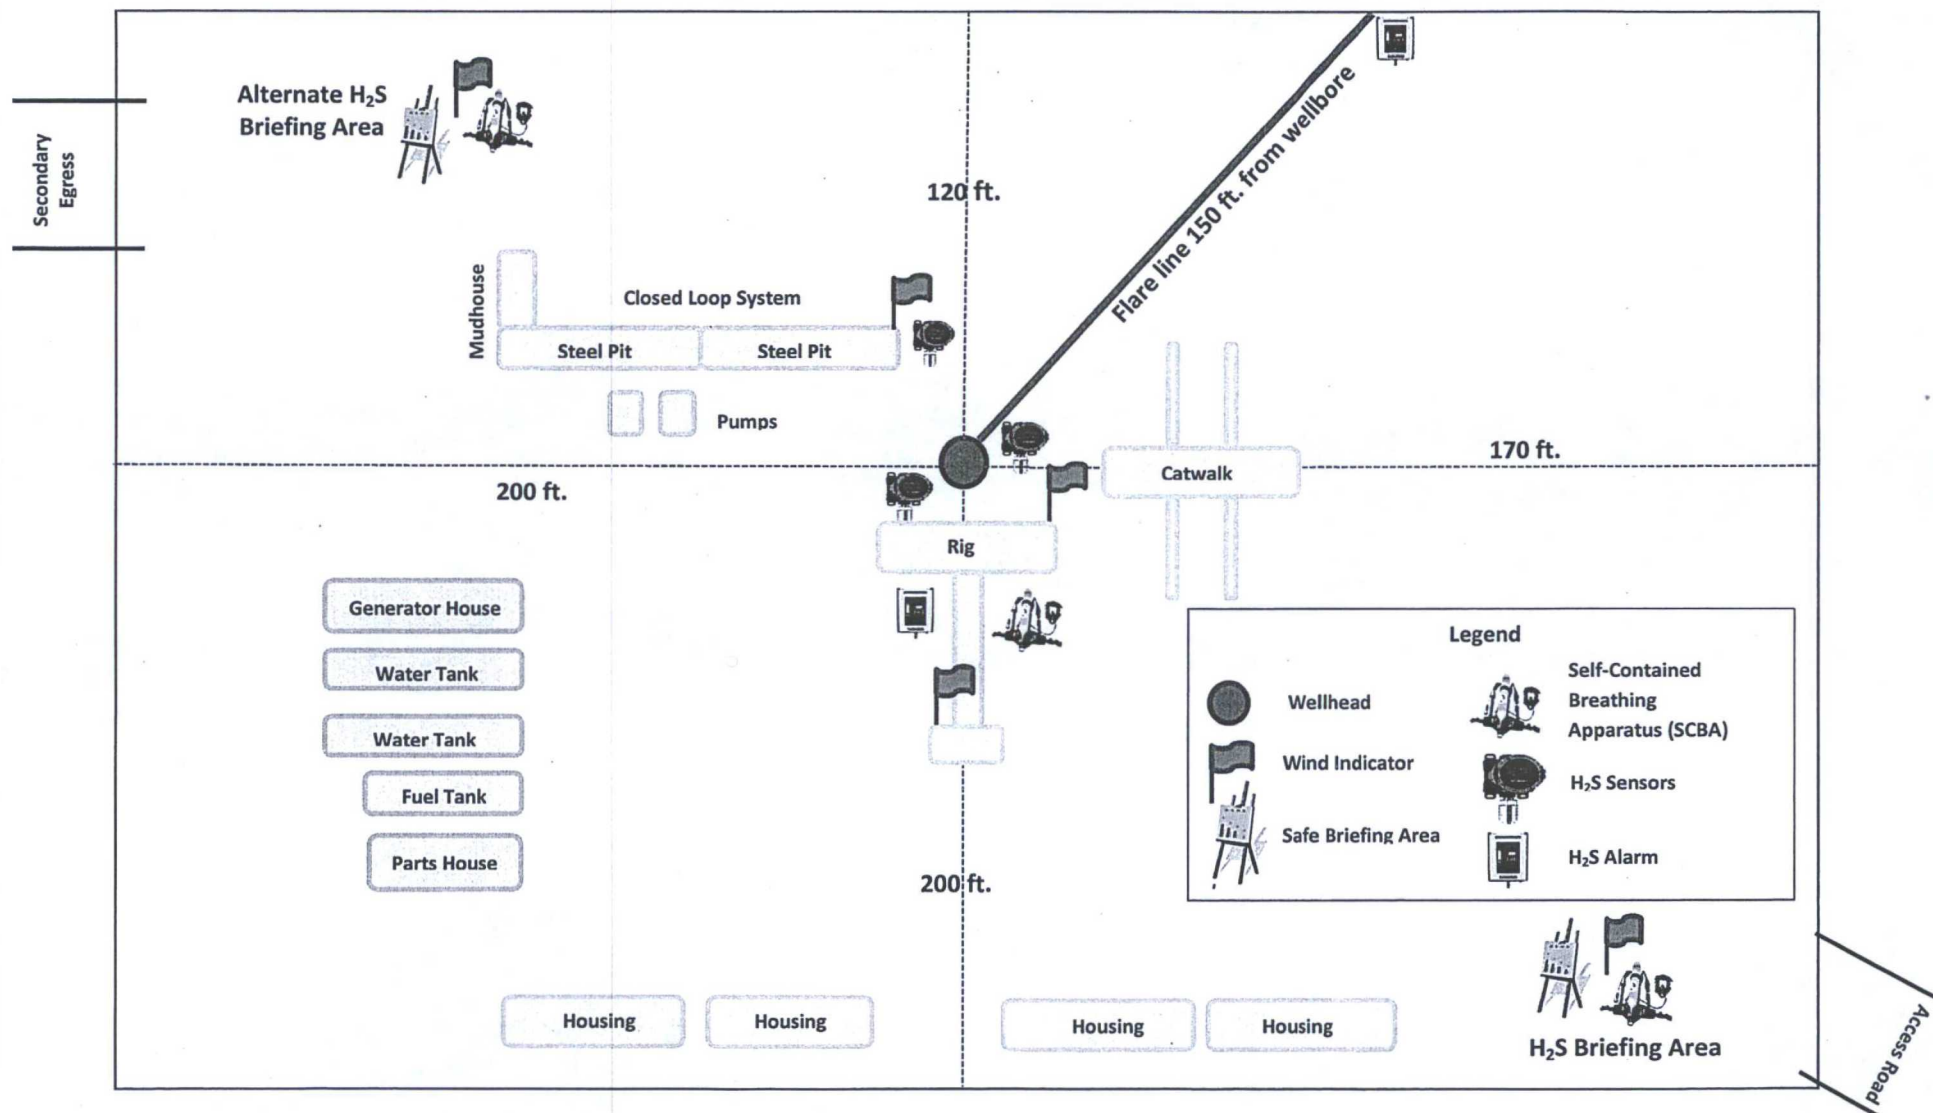 Alternate H₂S
Briefing Area
Secondary
Egress
120 ft.
Flare line 150 ft. from wellbore
Mudhouse
Closed Loop System
Steel Pit
Steel Pit
Pumps
170 ft.
200 ft.
Catwalk
Rig
Generator House
Water Tank
Water Tank
Fuel Tank
Parts House
200 ft.
Legend
Wellhead
Self-Contained
Breathing
Apparatus (SCBA)
Wind Indicator
H₂S Sensors
Safe Briefing Area
H₂S Alarm
Housing
Housing
Housing
Housing
H₂S Briefing Area
Access Road